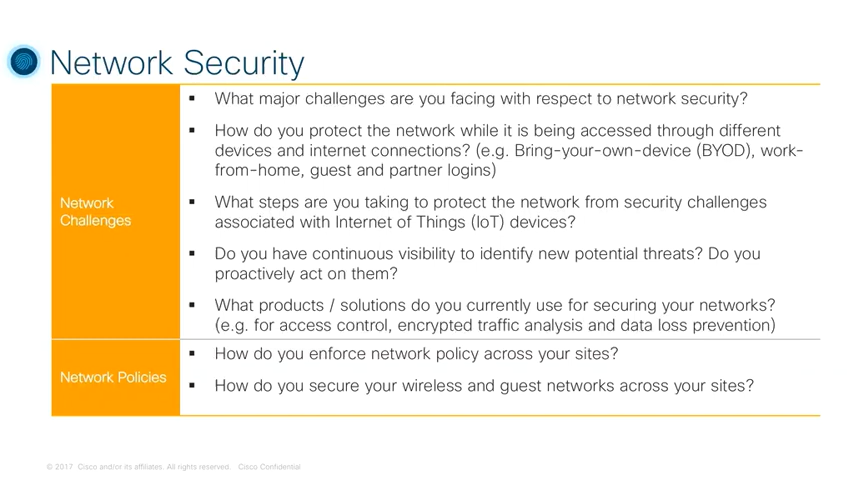 Network Security
▪ What major challenges are you facing with respect to network security?
▪ How do you protect the network while it is being accessed through different
devices and internet connections? (e.g. Bring-your-own-device (BYOD), work-
from-home, guest and partner logins)
Network
Challenges
▪ What steps are you taking to protect the network from security challenges
associated with Internet of Things (IoT) devices?
▪ Do you have continuous visibility to identify new potential threats? Do you
proactively act on them?
▪ What products / solutions do you currently use for securing your networks?
(e.g. for access control, encrypted traffic analysis and data loss prevention)
Network Policies
▪ How do you enforce network policy across your sites?
▪ How do you secure your wireless and guest networks across your sites?
© 2017 Cisco and/or its affiliates. All rights reserved. Cisco Confidential